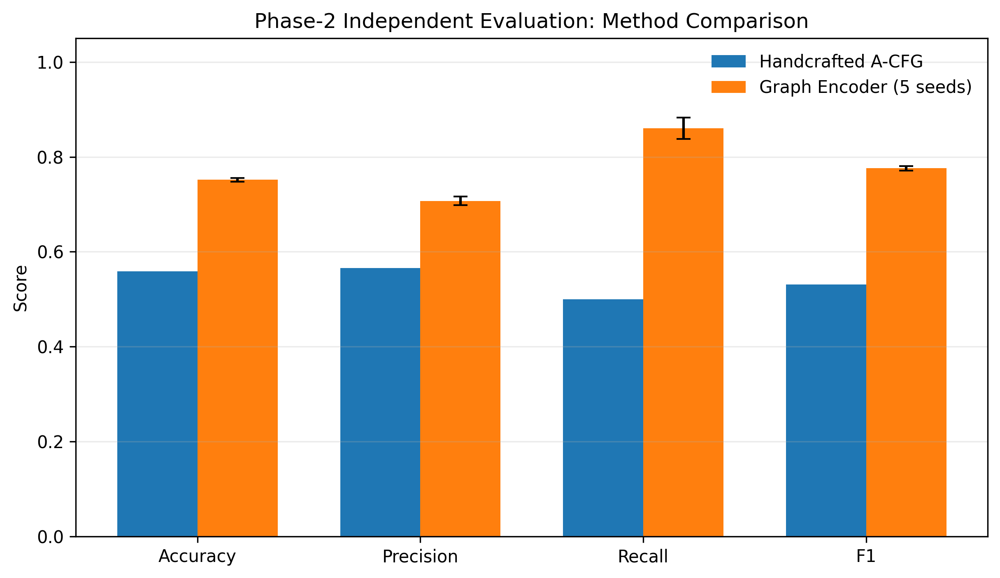 Phase-2 Independent Evaluation: Method Comparison
Handcrafted A-CFG
Graph Encoder (5 seeds)
Score
1.0
0.8
0.6
0.4
0.2
0.0
Accuracy Precision Recall F1